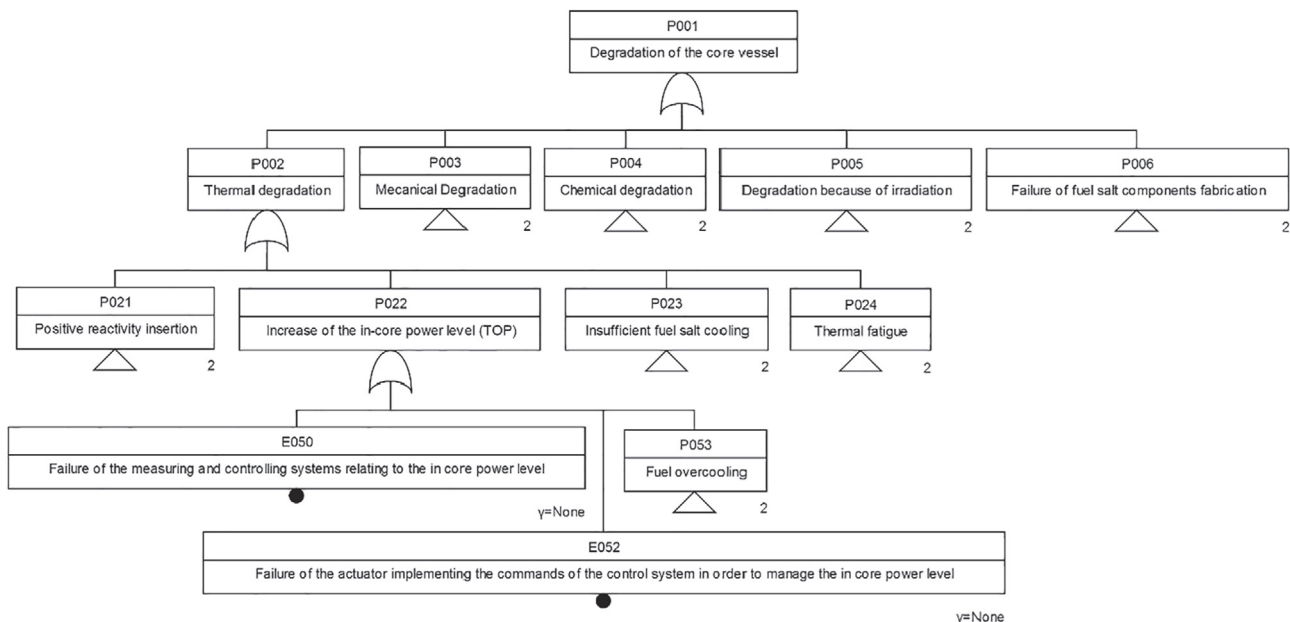 P001
Degradation of the core vessel
P002
Thermal degradation
P003
Mecanical Degradation
2
P004
Chemical degradation
2
P005
Degradation because of irradiation
2
P006
Failure of fuel salt components fabrication
2
P021
Positive reactivity insertion
2
P022
Increase of the in-core power level (TOP)
P023
Insufficient fuel salt cooling
2
P024
Thermal fatigue
2
E050
Failure of the measuring and controlling systems relating to the in core power level
γ=None
P053
Fuel overcooling
2
E052
Failure of the actuator implementing the commands of the control system in order to manage the in core power level
γ=None